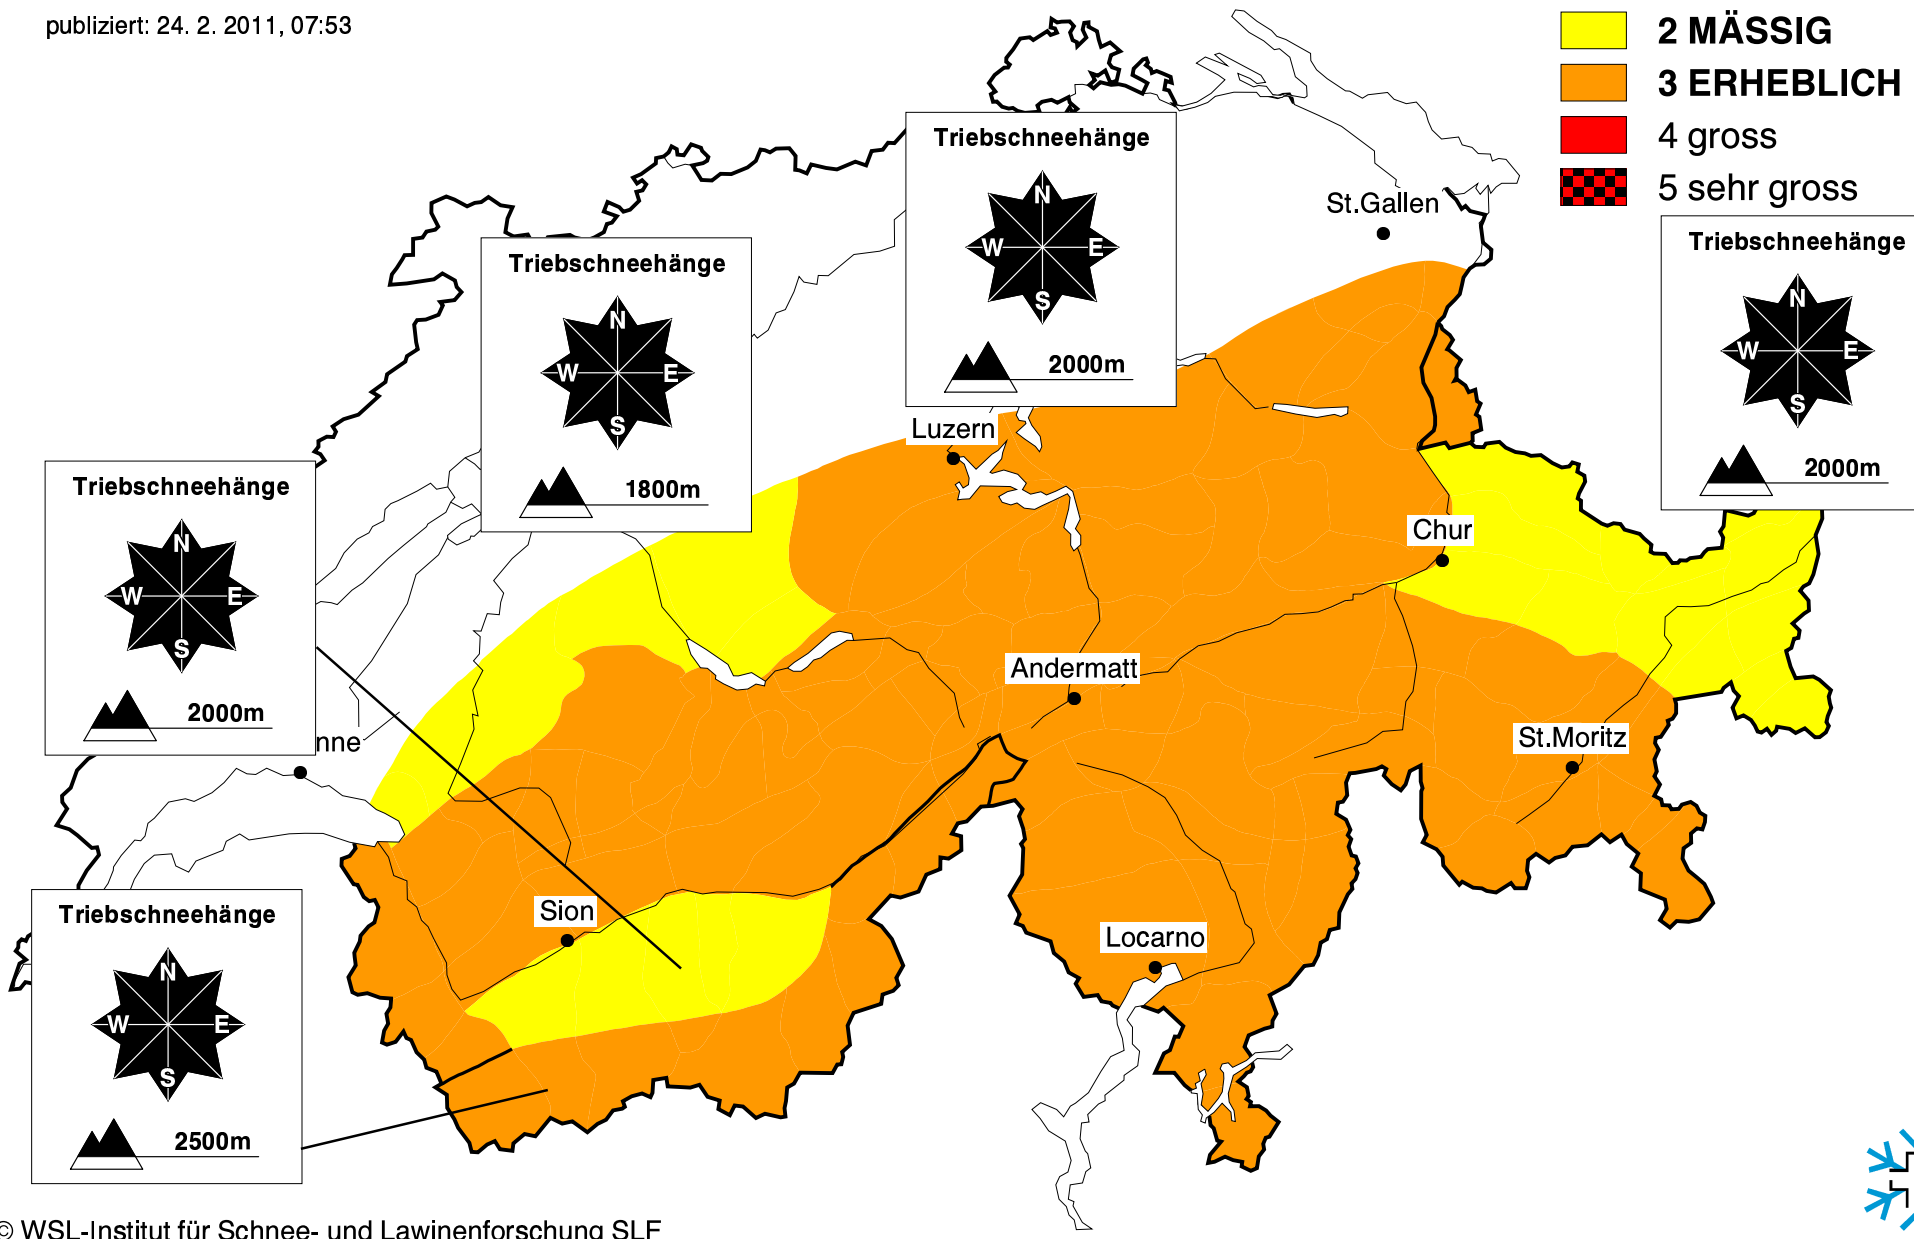 publiziert: 24. 2. 2011, 07:53
2 MÄSSIG
3 ERHEBLICH
4 gross
5 sehr gross
Triebschneehänge
N
W E
S
2000m
St.Gallen
Triebschneehänge
N
W E
S
2000m
Triebschneehänge
N
W E
S
1800m
Luzern
Triebschneehänge
N
W E
S
2000m
Chur
Andermatt
St.Moritz
nne
Sion
Locarno
Triebschneehänge
N
W E
S
2500m
© WSL-Institut für Schnee- und Lawinenforschung SLF